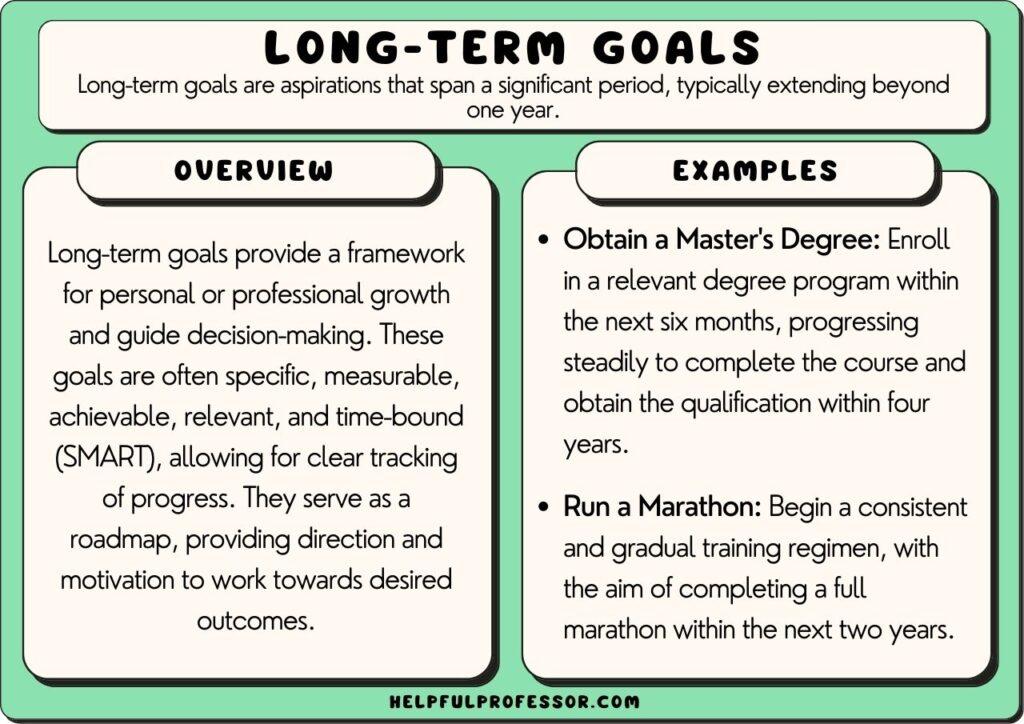 LONG-TERM GOALS
Long-term goals are aspirations that span a significant period, typically extending beyond
one year.
OVERVIEW
Long-term goals provide a framework
for personal or professional growth
and guide decision-making. These
goals are often specific, measurable,
achievable, relevant, and time-bound
(SMART), allowing for clear tracking
of progress. They serve as a
roadmap, providing direction and
motivation to work towards desired
outcomes.
EXAMPLES
• Obtain a Master's Degree: Enroll
in a relevant degree program within
the next six months, progressing
steadily to complete the course and
obtain the qualification within four
years.
• Run a Marathon: Begin a consistent
and gradual training regimen, with
the aim of completing a full
marathon within the next two years.
HELPFULPROFESSOR.COM